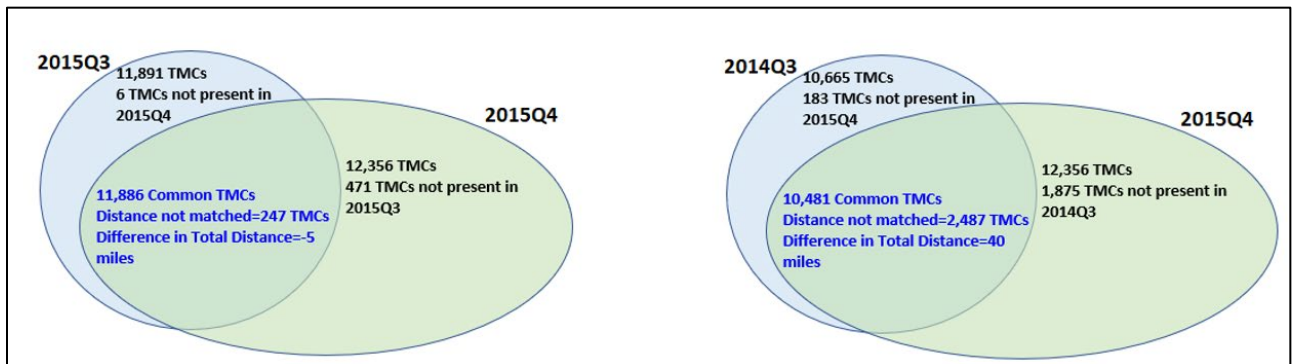 2015Q3
11,891 TMCs
6 TMCs not present in
2015Q4
2015Q4
12,356 TMCs
471 TMCs not present in
2015Q3
11,886 Common TMCs
Distance not matched=247 TMCs
Difference in Total Distance=-5
miles
2014Q3
10,665 TMCs
183 TMCs not present in
2015Q4
2015Q4
12,356 TMCs
1,875 TMCs not present in
2014Q3
10,481 Common TMCs
Distance not matched=2,487 TMCs
Difference in Total Distance=40
miles